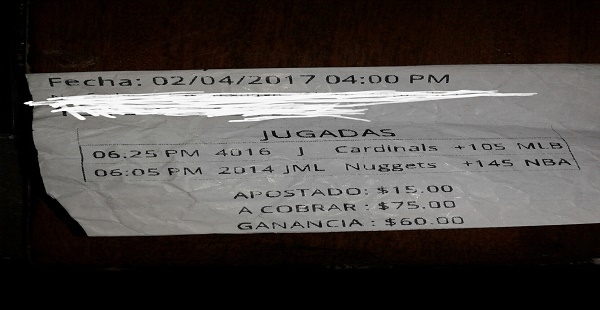 Fecha: 02/04/2017 04:00 PM
JUGADAS
06:25 PM 4016 J Cardinals +105 MLB
06:05 PM 2014 JML Nuggets +145 NBA
APOSTADO: $15.00
A COBRAR: $75.00
GANANCIA : $60.00